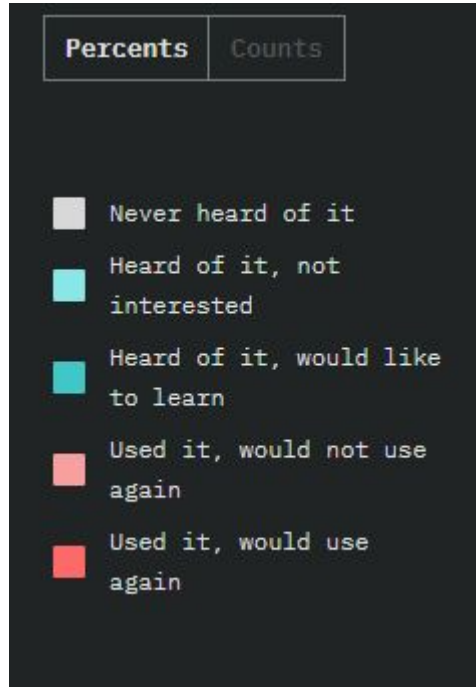 Percents Counts
Never heard of it
Heard of it, not
interested
Heard of it, would like
to learn
Used it, would not use
again
Used it, would use
again